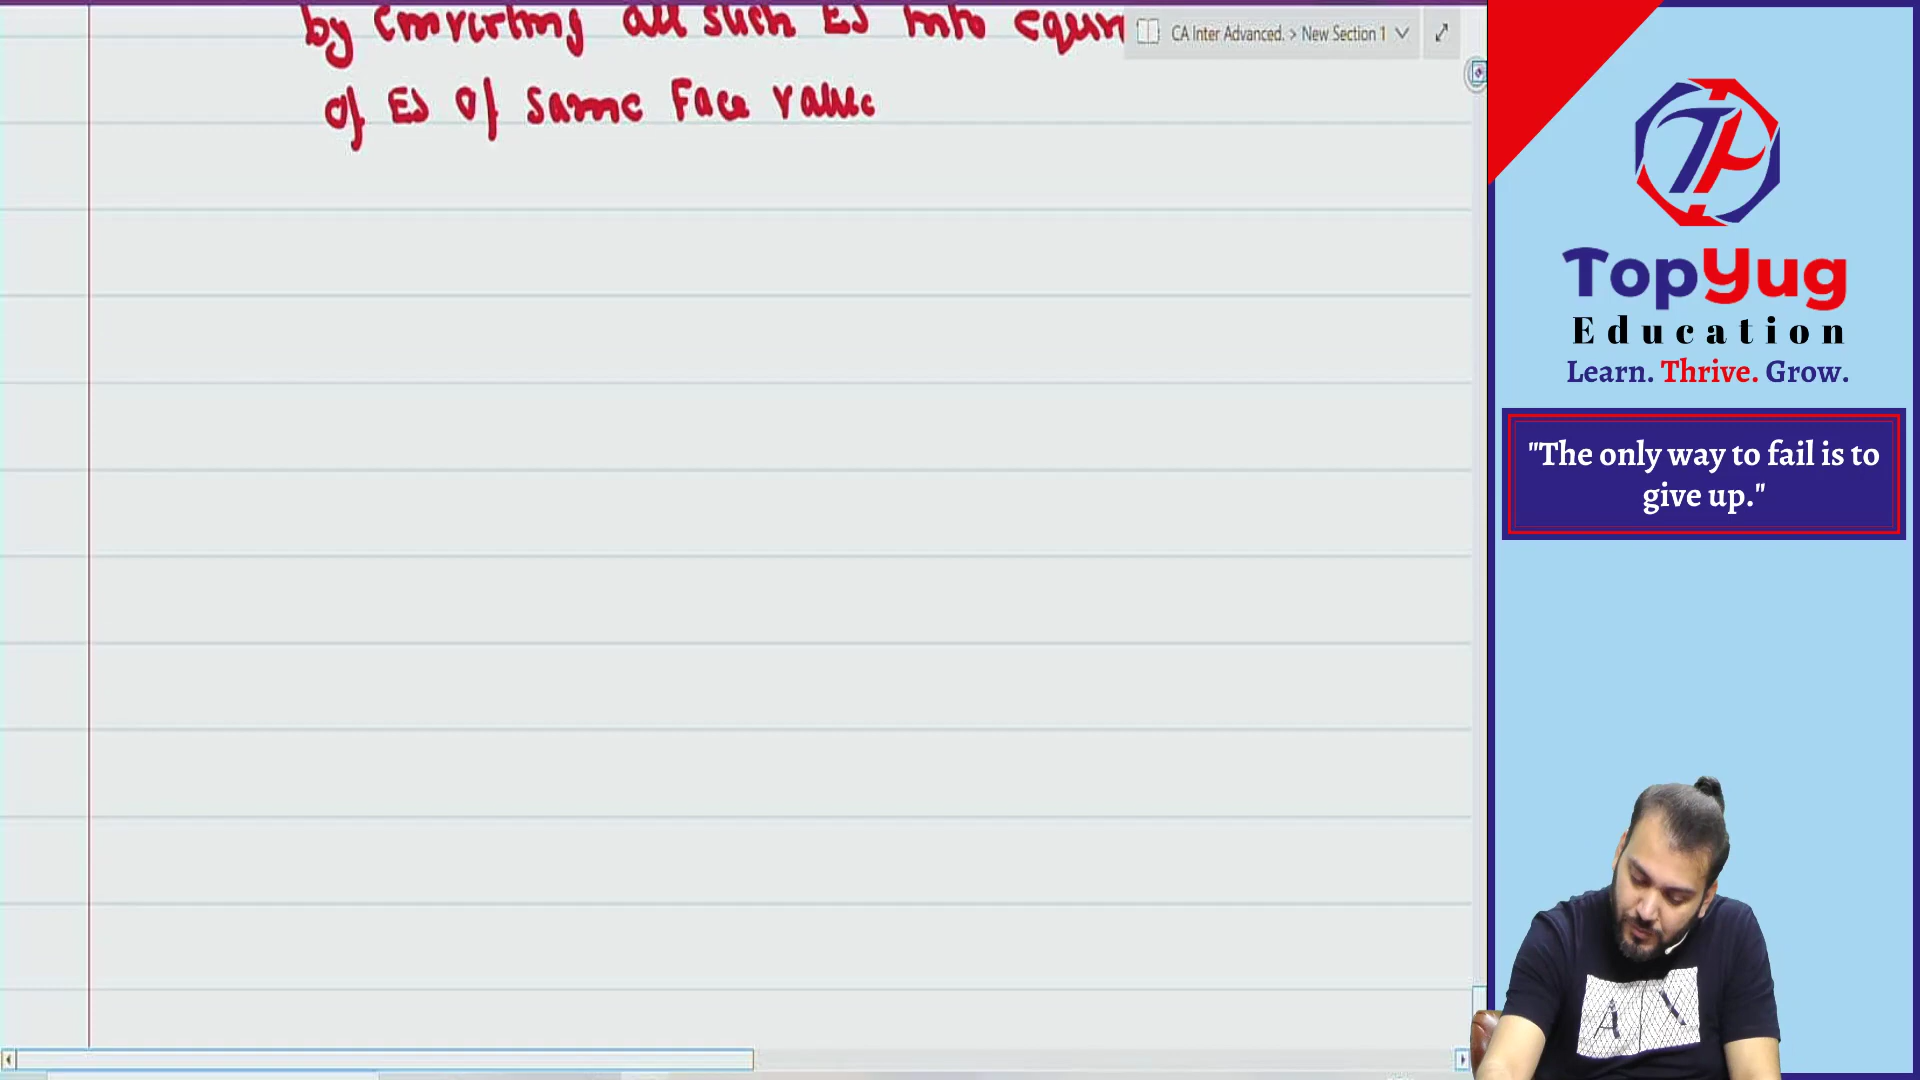 by converting all such ES into
of ES of same Face value
CA Inter Advanced. > New Section 1
TopYug
Education
Learn. Thrive. Grow.
"The only way to fail is to
give up."
A X